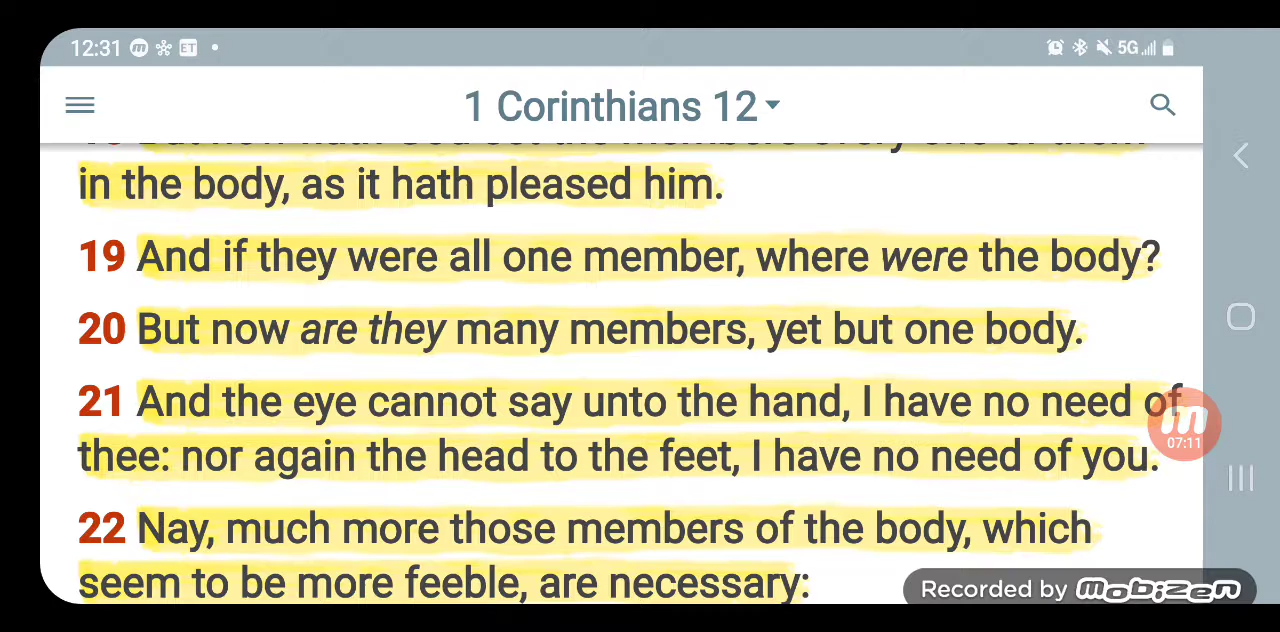 12:31 m ET
5G
1 Corinthians 12
in the body, as it hath pleased him.
19 And if they were all one member, where were the body?
20 But now are they many members, yet but one body.
21 And the eye cannot say unto the hand, I have no need of
thee: nor again the head to the feet, I have no need of you.
m
07:11
22 Nay, much more those members of the body, which
seem to be more feeble, are necessary:
Recorded by mobizen